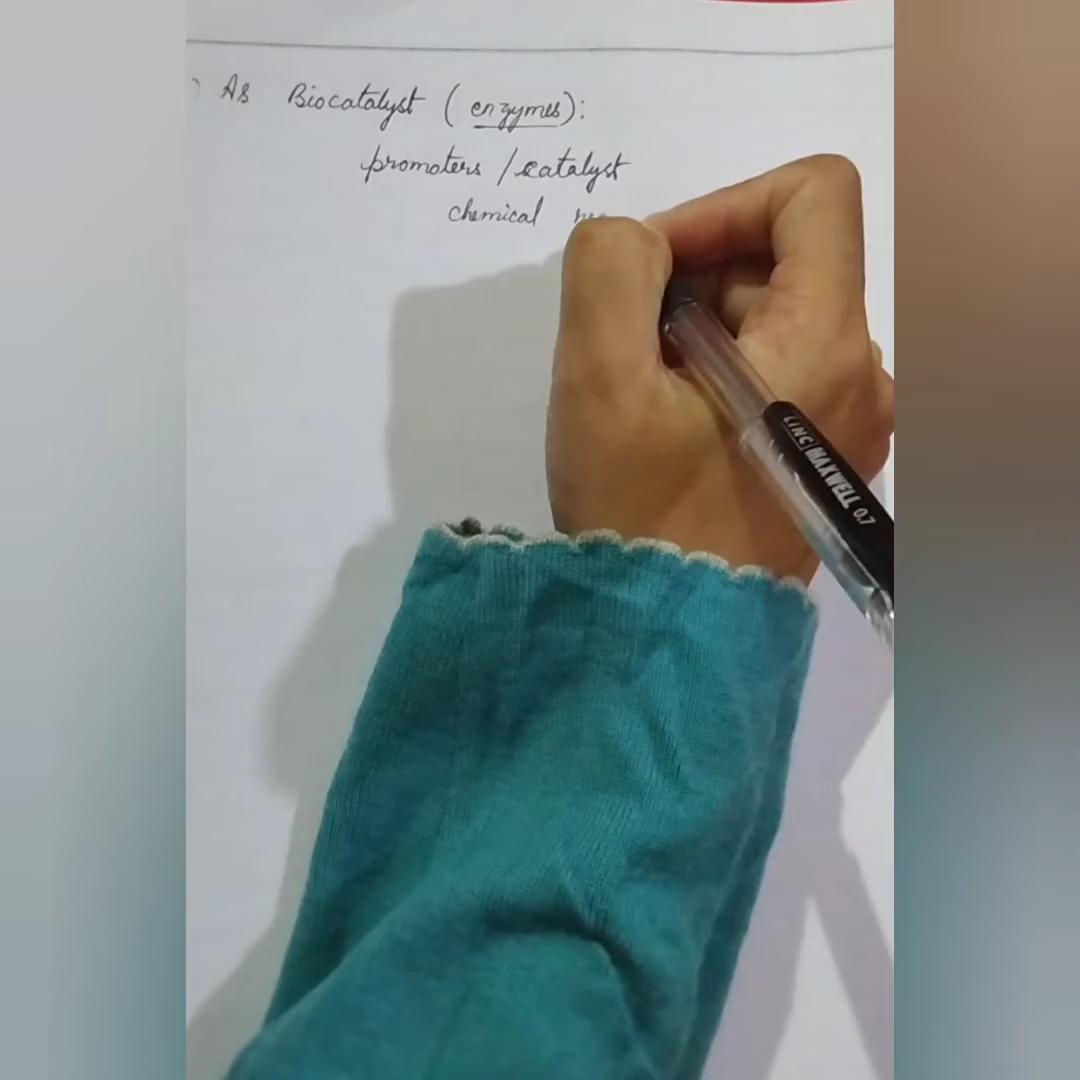 ) As Biocatalyst (enzymes):
promoters / catalyst
chemical
LINC MAXWELL 0.7